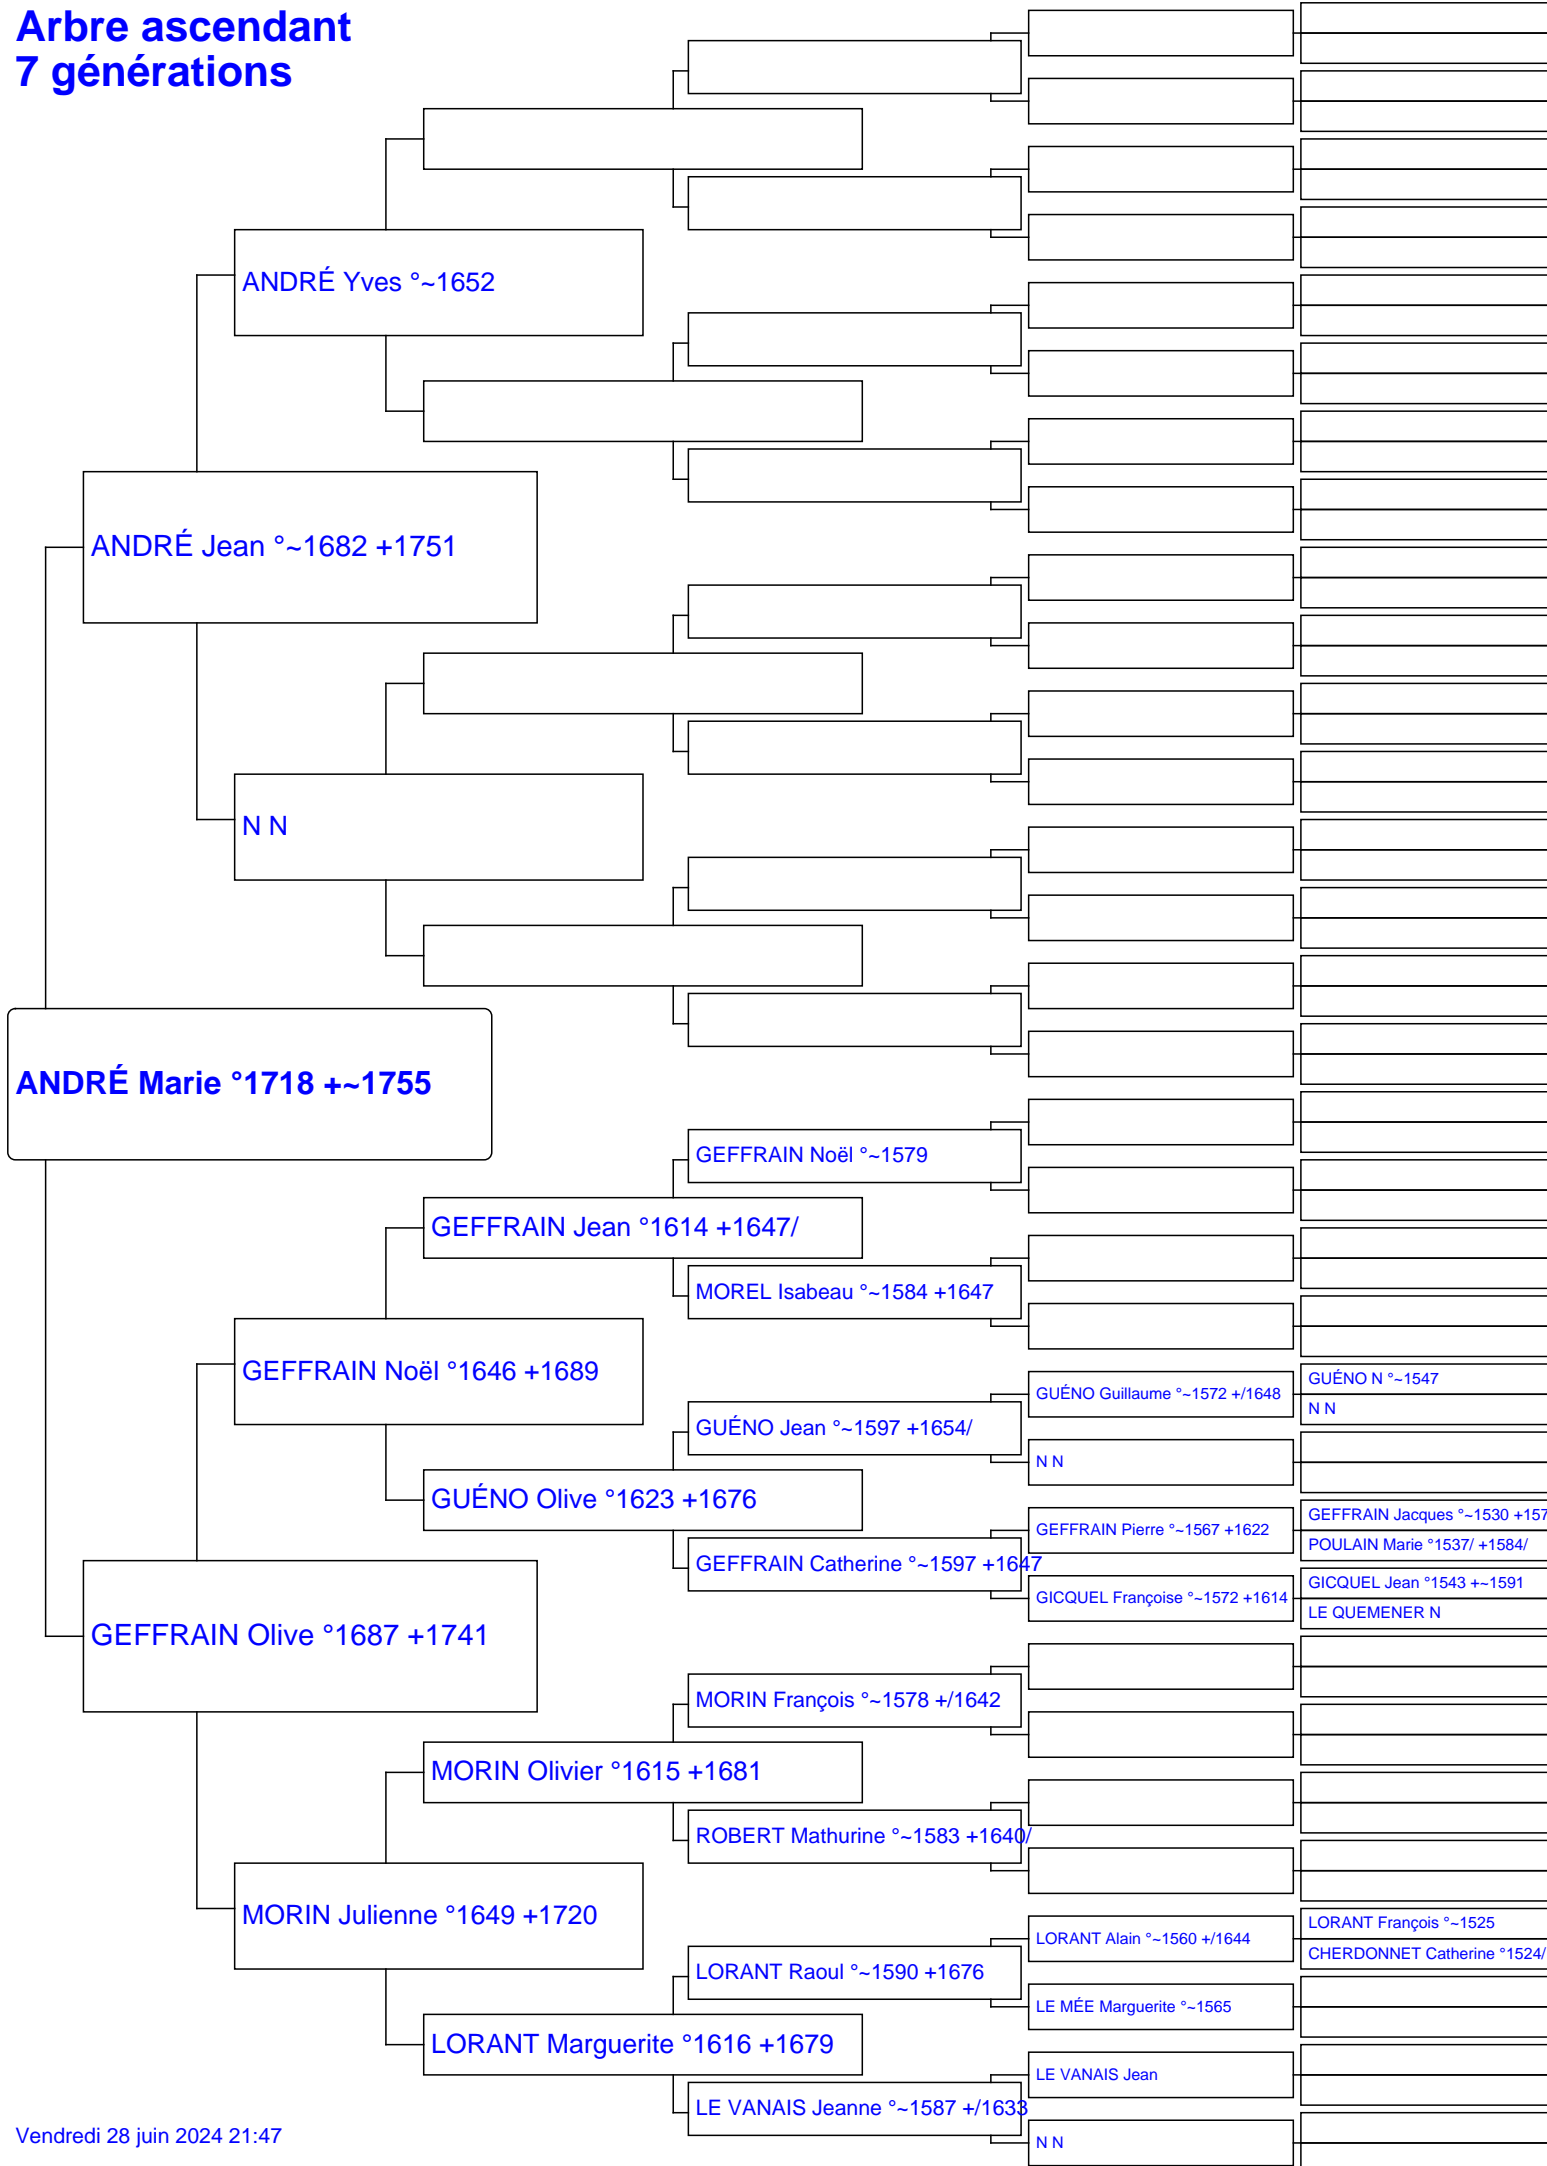 Arbre ascendant
7 générations
ANDRÉ Yves °~1652
ANDRÉ Jean °~1682 +1751
N N
ANDRÉ Marie °1718 +~1755
GEFFRAIN Noël °~1579
GEFFRAIN Jean °1614 +1647/
MOREL Isabeau °~1584 +1647
GEFFRAIN Noël °1646 +1689
GUÉNO N °~1547
GUÉNO Guillaume °~1572 +/1648
N N
GUÉNO Jean °~1597 +1654/
N N
GUÉNO Olive °1623 +1676
GEFFRAIN Jacques °~1530 +157
GEFFRAIN Pierre °~1567 +1622
POULAIN Marie °1537/ +1584/
GEFFRAIN Catherine °~1597 +1647
GICQUEL Jean °1543 +~1591
GICQUEL Françoise °~1572 +1614
LE QUEMENER N
GEFFRAIN Olive °1687 +1741
MORIN François °~1578 +/1642
MORIN Olivier °1615 +1681
ROBERT Mathurine °~1583 +1640/
MORIN Julienne °1649 +1720
LORANT François °~1525
LORANT Alain °~1560 +/1644
CHERDONNET Catherine °1524/
LORANT Raoul °~1590 +1676
LE MÉE Marguerite °~1565
LORANT Marguerite °1616 +1679
LE VANAIS Jean
LE VANAIS Jeanne °~1587 +/1633
N N
Vendredi 28 juin 2024 21:47